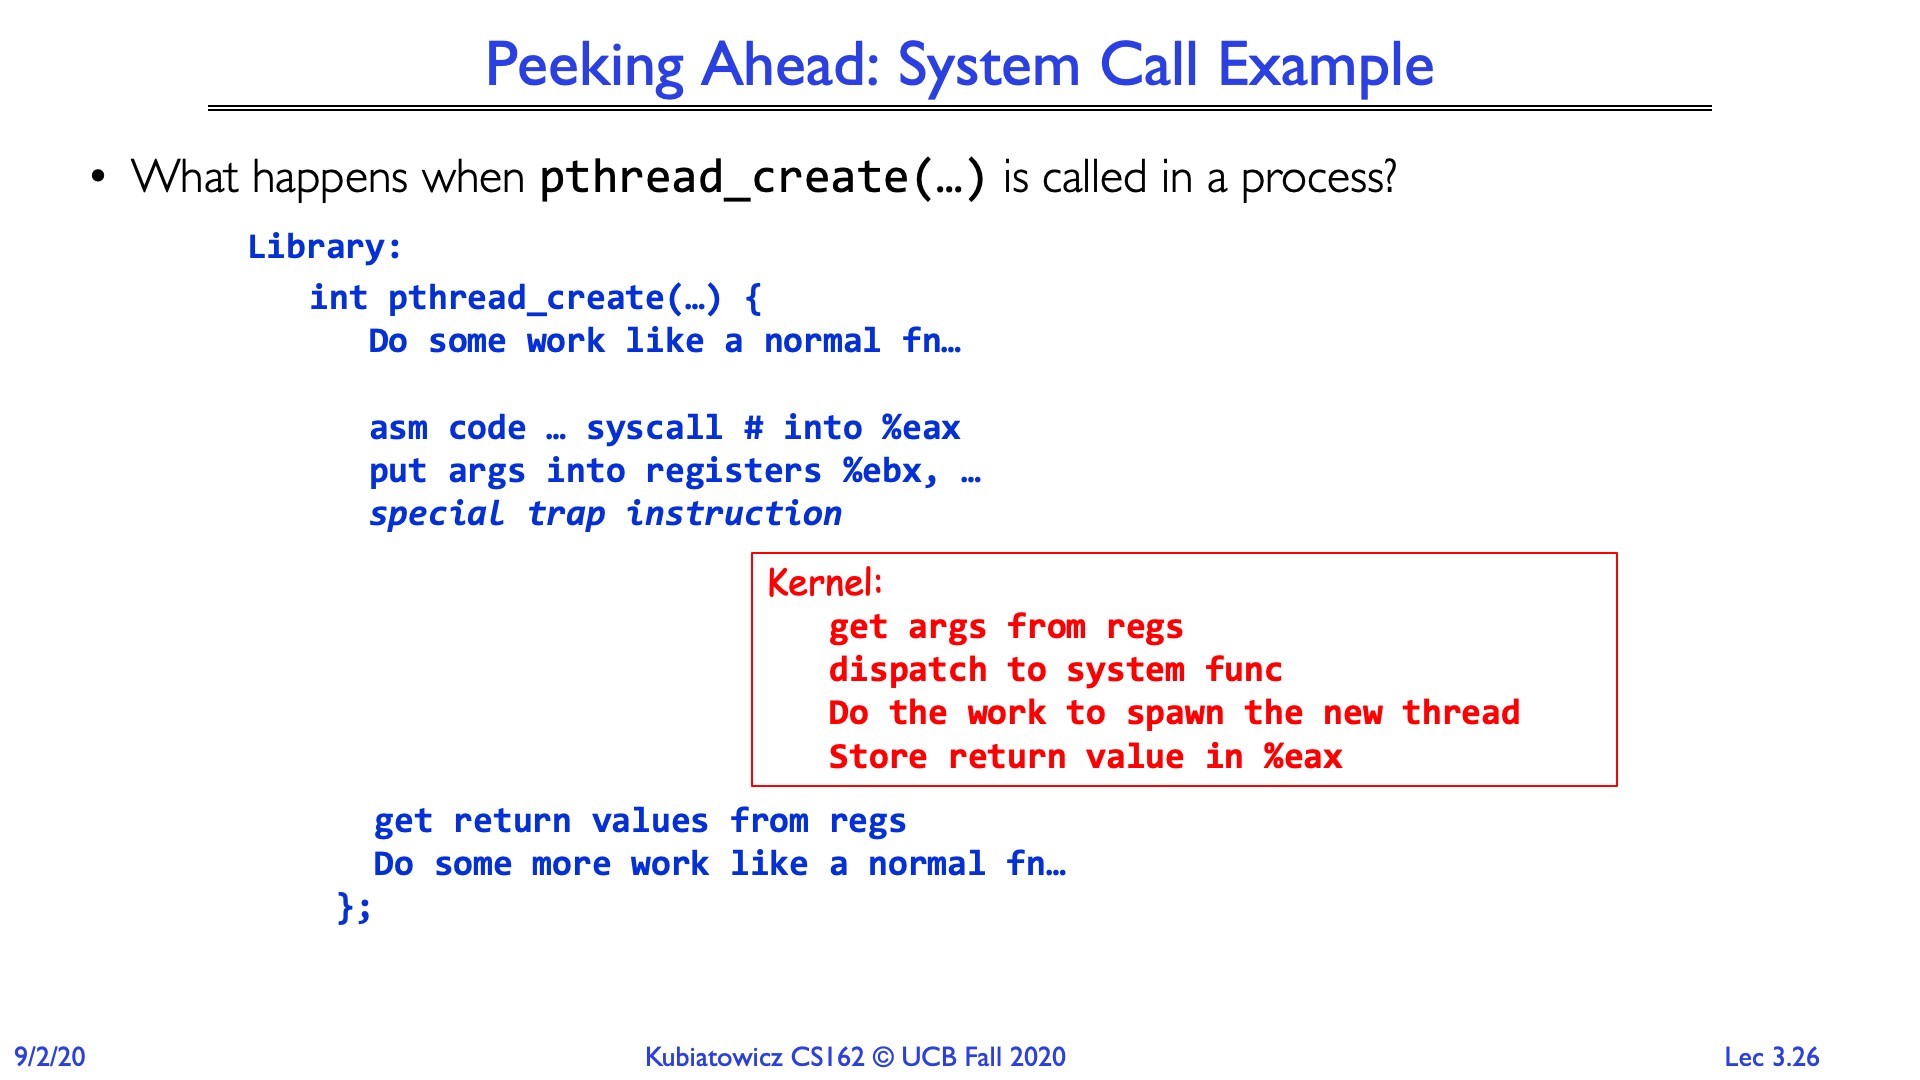 Peeking Ahead: System Call Example
• What happens when pthread_create(…) is called in a process?
Library:
int pthread_create(…) {
Do some work like a normal fn…
asm code … syscall # into %eax
put args into registers %ebx, …
special trap instruction
Kernel:
get args from regs
dispatch to system func
Do the work to spawn the new thread
Store return value in %eax
get return values from regs
Do some more work like a normal fn…
};
9/2/20
Kubiatowicz CS162 © UCB Fall 2020
Lec 3.26